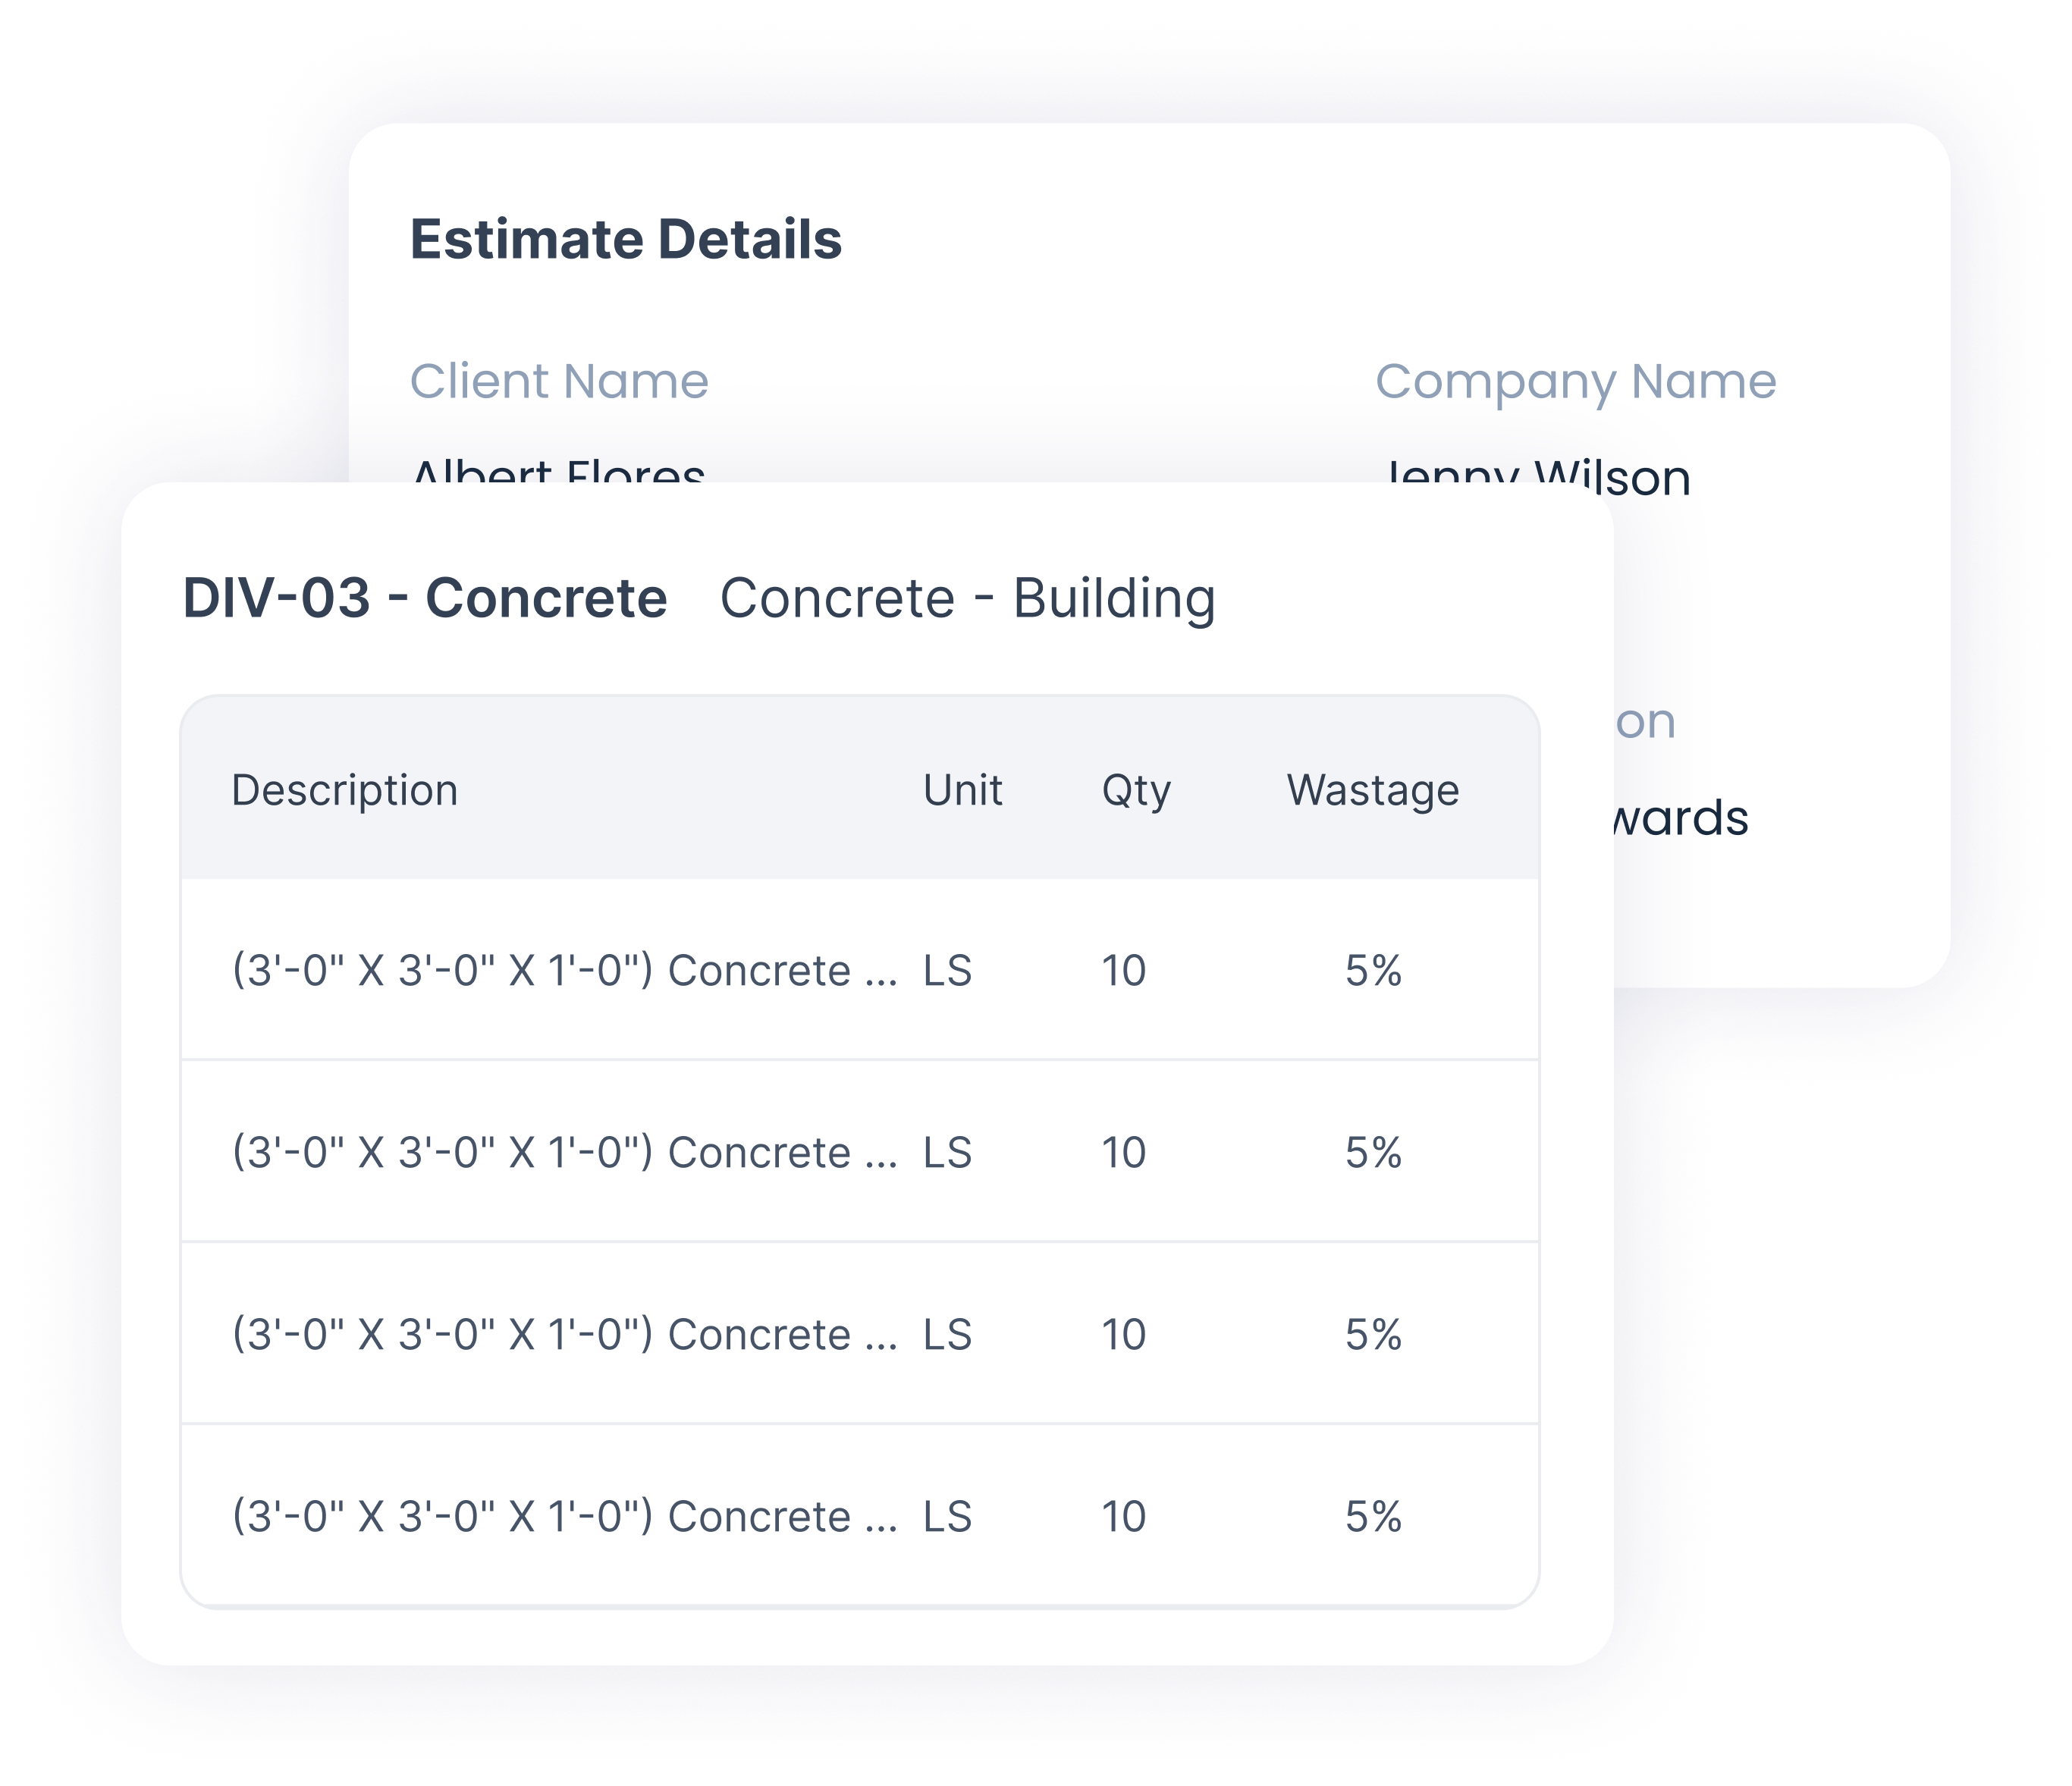 Estimate Details
Client Name Company Name
Albert Flores Jenny Wilson
DIV-03 - Concrete Concrete - Building
Description Unit Qty Wastage
(3'-0" X 3'-0" X 1'-0") Concrete ... LS 10 5%
(3'-0" X 3'-0" X 1'-0") Concrete ... LS 10 5%
(3'-0" X 3'-0" X 1'-0") Concrete ... LS 10 5%
(3'-0" X 3'-0" X 1'-0") Concrete ... LS 10 5%